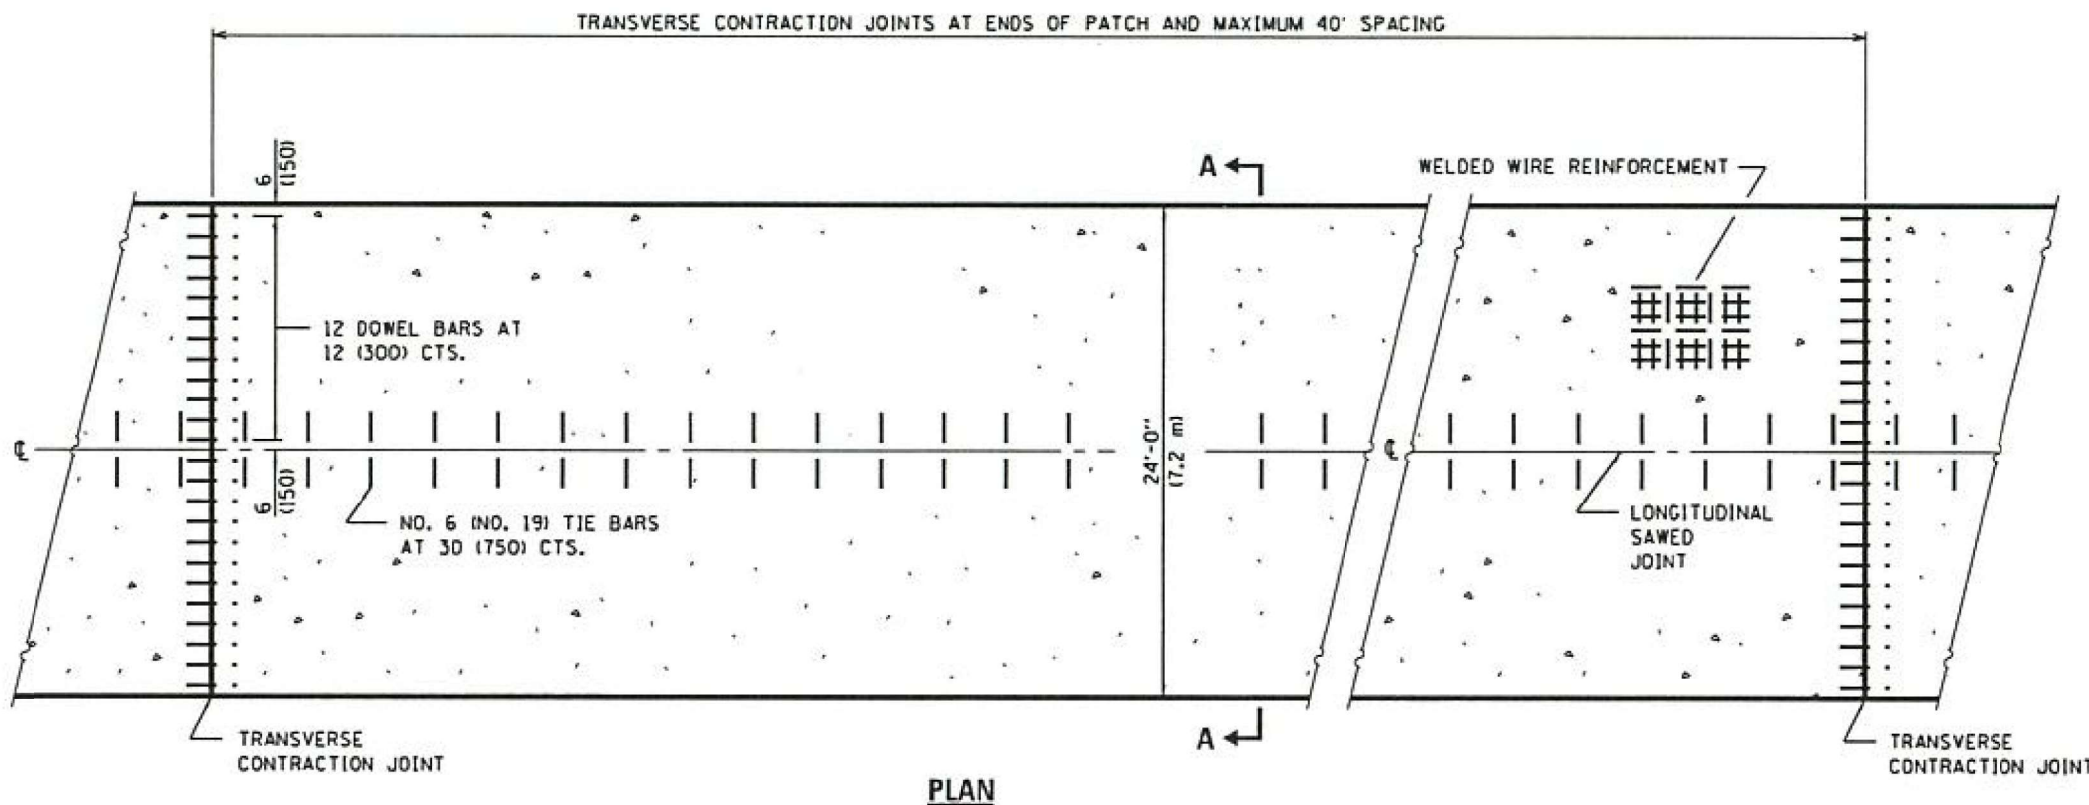 TRANSVERSE CONTRACTION JOINTS AT ENDS OF PATCH AND MAXIMUM 40' SPACING
6
(150)
A
WELDED WIRE REINFORCEMENT
12 DOWEL BARS AT
12 (300) CTS.
℄
24'-0"
(7.2 m)
℄
6
(150)
NO. 6 (NO. 19) TIE BARS
AT 30 (750) CTS.
LONGITUDINAL
SAWED
JOINT
A
TRANSVERSE
CONTRACTION JOINT
TRANSVERSE
CONTRACTION JOINT
PLAN